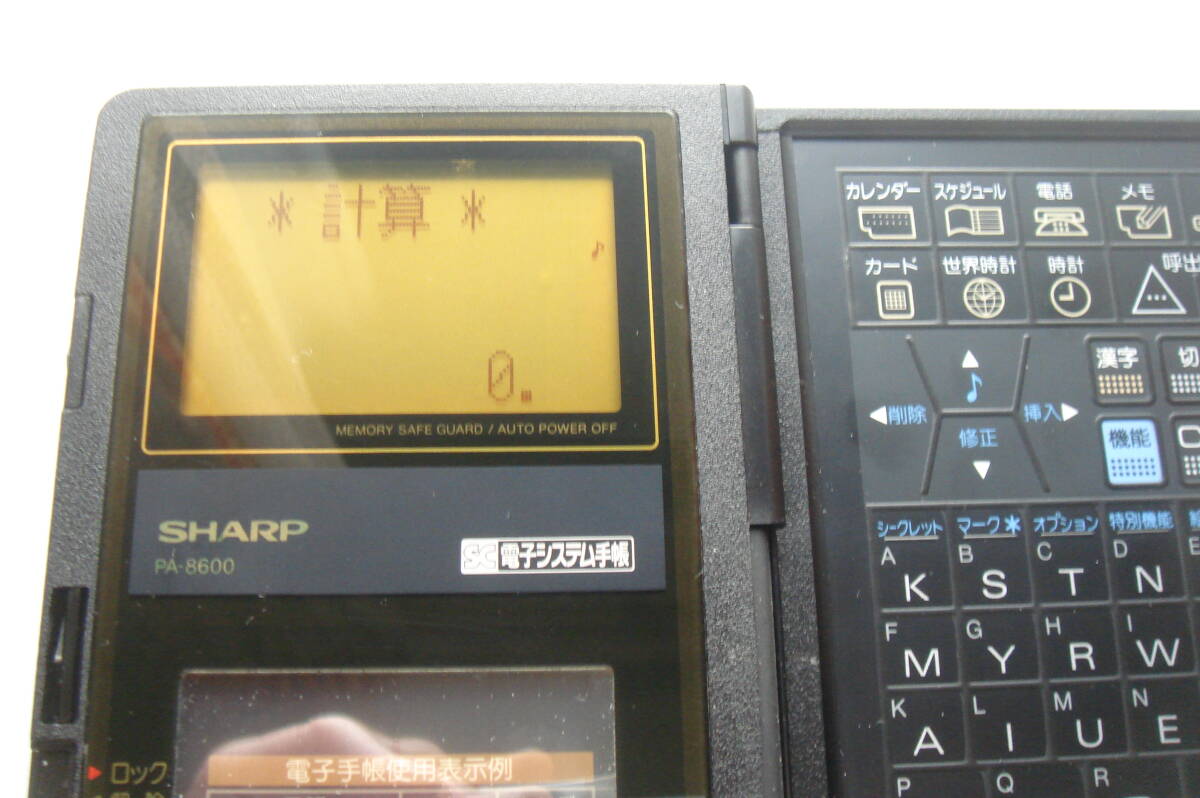 * 計算 *
♪
0.
MEMORY SAFE GUARD / AUTO POWER OFF
SHARP
PA-8600
SC 電子システム手帳
電子手帳使用表示例
▶ロック
カレンダー スケジュール 電話 メモ
カード 世界時計 時計 呼出
▲
♪
◀削除 挿入▶
修正
▼
漢字 切
機能 C
シークレット マーク* オプション 特別機能
A B C D E
K S T N
F G H I
M Y R W
K L M N
A I U E
P Q R